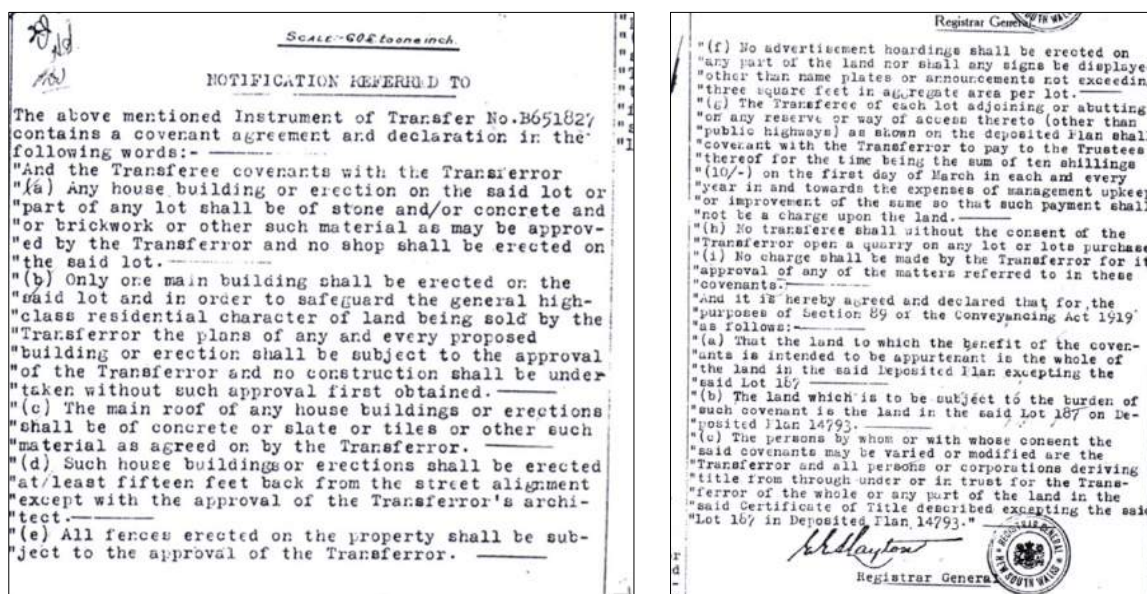 SCALE:- 60 ft to one inch.
NOTIFICATION REFERRED TO
The above mentioned Instrument of Transfer No.B651827
contains a covenant agreement and declaration in the
following words:-
"And the Transferee covenants with the Transferror
"(a) Any house building or erection on the said lot or
"part of any lot shall be of stone and/or concrete and
"or brickwork or other such material as may be approv-
"ed by the Transferror and no shop shall be erected on
"the said lot.
"(b) Only one main building shall be erected on the
"said lot and in order to safeguard the general high-
"class residential character of land being sold by the
"Transferror the plans of any and every proposed
"building or erection shall be subject to the approval
"of the Transferror and no construction shall be under
"taken without such approval first obtained.
"(c) The main roof of any house buildings or erections
"shall be of concrete or slate or tiles or other such
"material as agreed on by the Transferror.
"(d) Such house buildings or erections shall be erected
"at/least fifteen feet back from the street alignment
"except with the approval of the Transferror's archi-
"tect.
"(e) All fences erected on the property shall be sub-
"ject to the approval of the Transferror.
Registrar General
"(f) No advertisement hoardings shall be erected on
"any part of the land nor shall any signs be displaye
"other than name plates or announcements not exceedin
"three square feet in aggregate area per lot.
"(g) The Transferee of each lot adjoining or abutting
"on any reserve or way of access thereto (other than
"public highways) as shown on the deposited Plan shal
"covenant with the Transferror to pay to the Trustees
"thereof for the time being the sum of ten shillings
"(10/-) on the first day of March in each and every
"year in and towards the expenses of management upkee
"or improvement of the same so that such payment shal
"not be a charge upon the land.
"(h) No transferee shall without the consent of the
"Transferror open a quarry on any lot or lots purchase
"(i) No charge shall be made by the Transferror for it
"approval of any of the matters referred to in these
"covenants.
"And it is hereby agreed and declared that for the
"purposes of Section 89 of the Conveyancing Act 1919
"as follows:-
"(a) That the land to which the benefit of the coven-
"ants is intended to be appurtenant is the whole of
"the land in the said Deposited Plan excepting the
"said Lot 187
"(b) The land which is to be subject to the burden of
"such covenant is the land in the said Lot 187 on De-
"posited Plan 14793.
"(c) The persons by whom or with whose consent the
"said covenants may be varied or modified are the
"Transferror and all persons or corporations deriving
"title from through under or in trust for the Trans-
"ferror of the whole or any part of the land in the
"said Certificate of Title described excepting the said
"Lot 187 in Deposited Plan 14793."
Registrar General
REGISTRAR GENERAL
SOUTH WALES